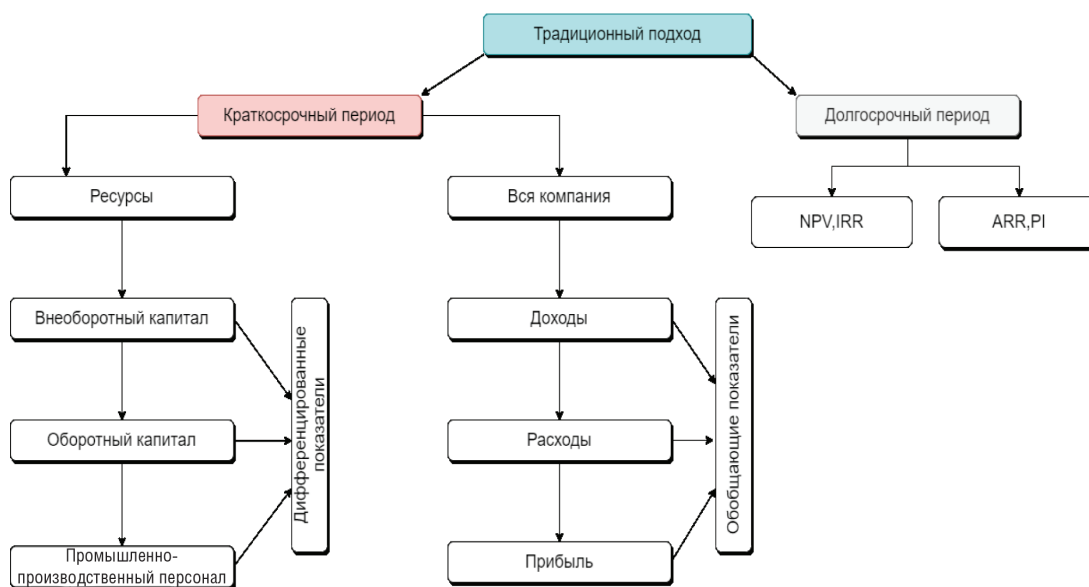 Традиционный подход
Краткосрочный период
Долгосрочный период
Ресурсы
Вся компания
NPV,IRR
ARR,PI
Внеоборотный капитал
Доходы
Оборотный капитал
Расходы
Промышленно-
производственный персонал
Прибыль
Дифференцированные
показатели
Обобщающие показатели